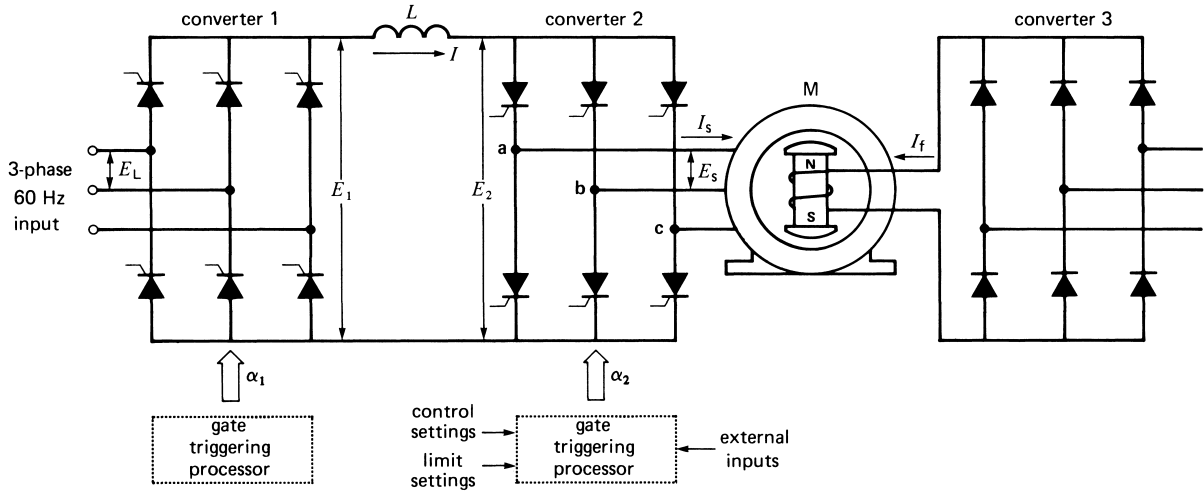 converter 1
L
converter 2
converter 3
I
M
I_s
I_f
3-phase
60 Hz
input
E_L
E_1
E_2
a
E_s
b
c
N
S
α_1
α_2
gate
triggering
processor
control
settings
limit
settings
gate
triggering
processor
external
inputs